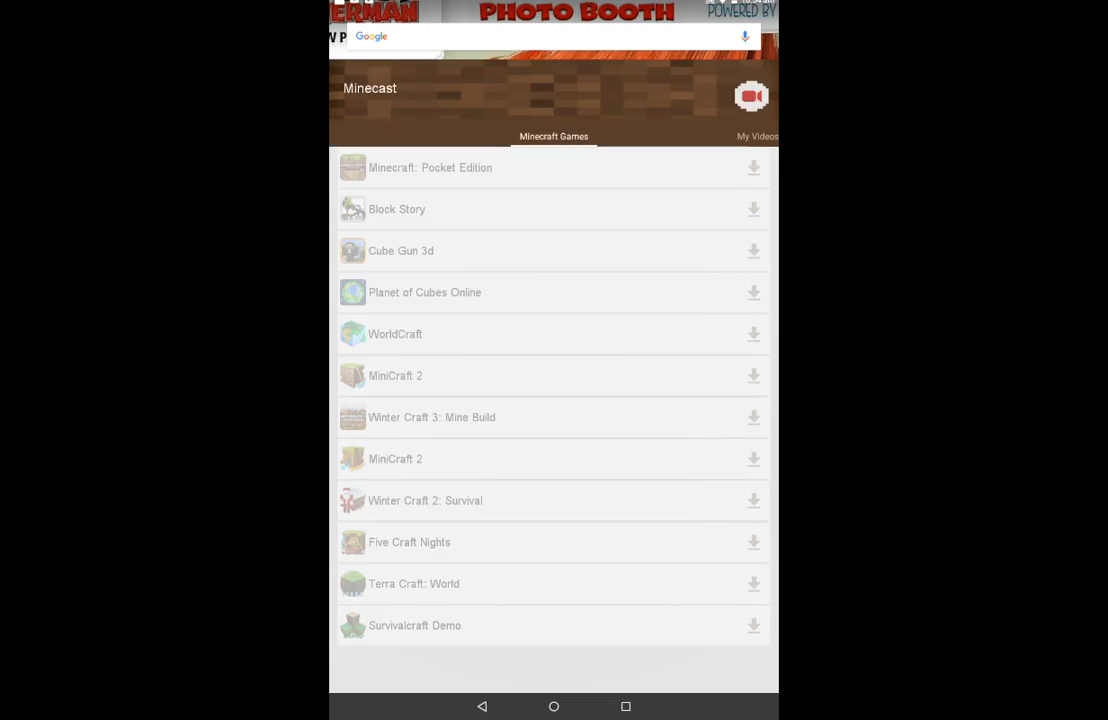 ERMAN
PHOTO BOOTH
POWERED BY
W P
Google
Minecast
Minecraft Games
My Videos
Minecraft: Pocket Edition
Block Story
Cube Gun 3d
Planet of Cubes Online
WorldCraft
MiniCraft 2
Winter Craft 3: Mine Build
MiniCraft 2
Winter Craft 2: Survival
Five Craft Nights
Terra Craft: World
Survivalcraft Demo